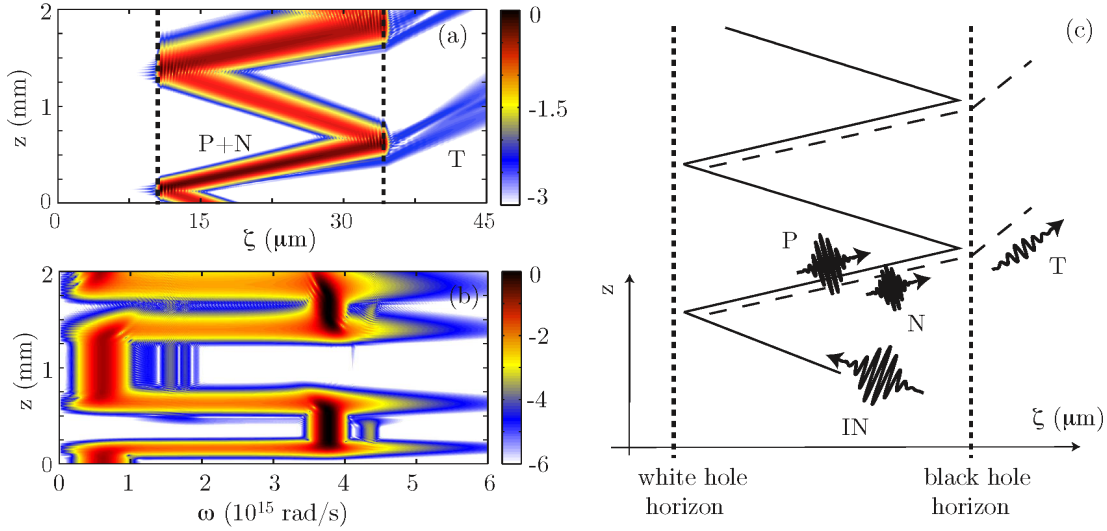 2
1
0
z (mm)
(a)
P+N
T
0
15
30
45
ζ (μm)
0
-1.5
-3
2
1
0
z (mm)
(b)
0
1
2
3
4
5
6
ω (10¹⁵ rad/s)
0
-2
-4
-6
(c)
z
P
N
T
IN
ζ (μm)
white hole
horizon
black hole
horizon